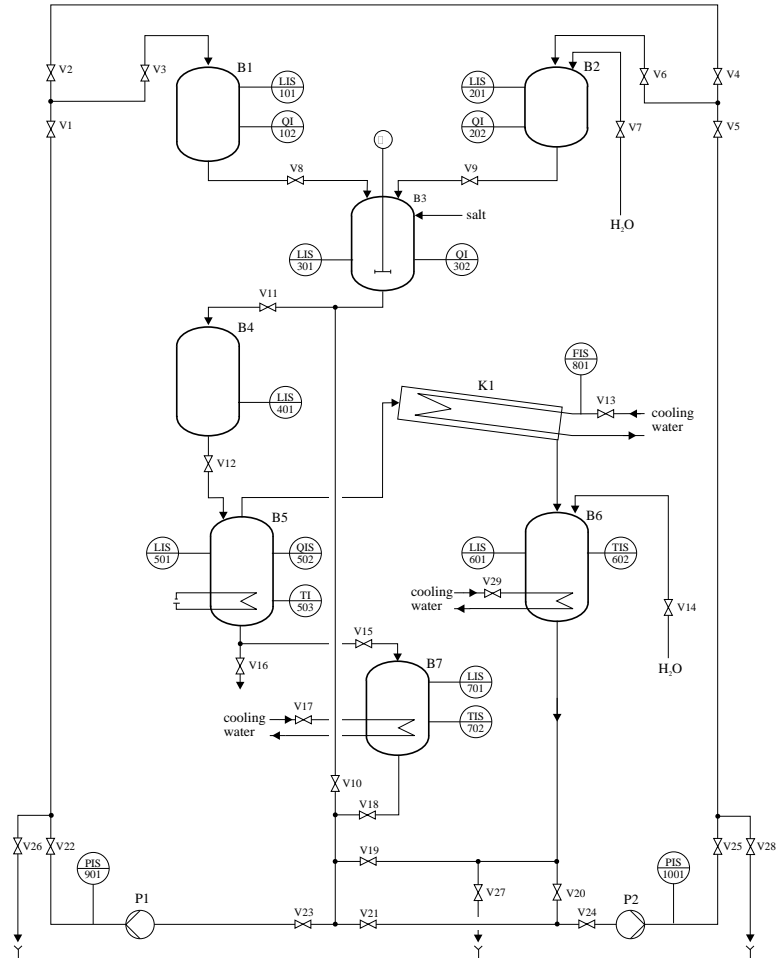 V2
V3
B1
LIS
101
QI
102
V1
LIS
201
QI
202
B2
V6
V4
V7
V5
V8
V9
B3
salt
H2O
LIS
301
QI
302
V11
B4
LIS
401
K1
FIS
801
V13
cooling
water
V12
B5
LIS
501
QIS
502
TI
503
B6
LIS
601
TIS
602
cooling
water
V29
V14
H2O
V15
V16
B7
LIS
701
TIS
702
cooling
water
V17
V10
V18
V26
V22
PIS
901
V19
V27
V20
PIS
1001
V25
V28
P1
V23
V21
V24
P2